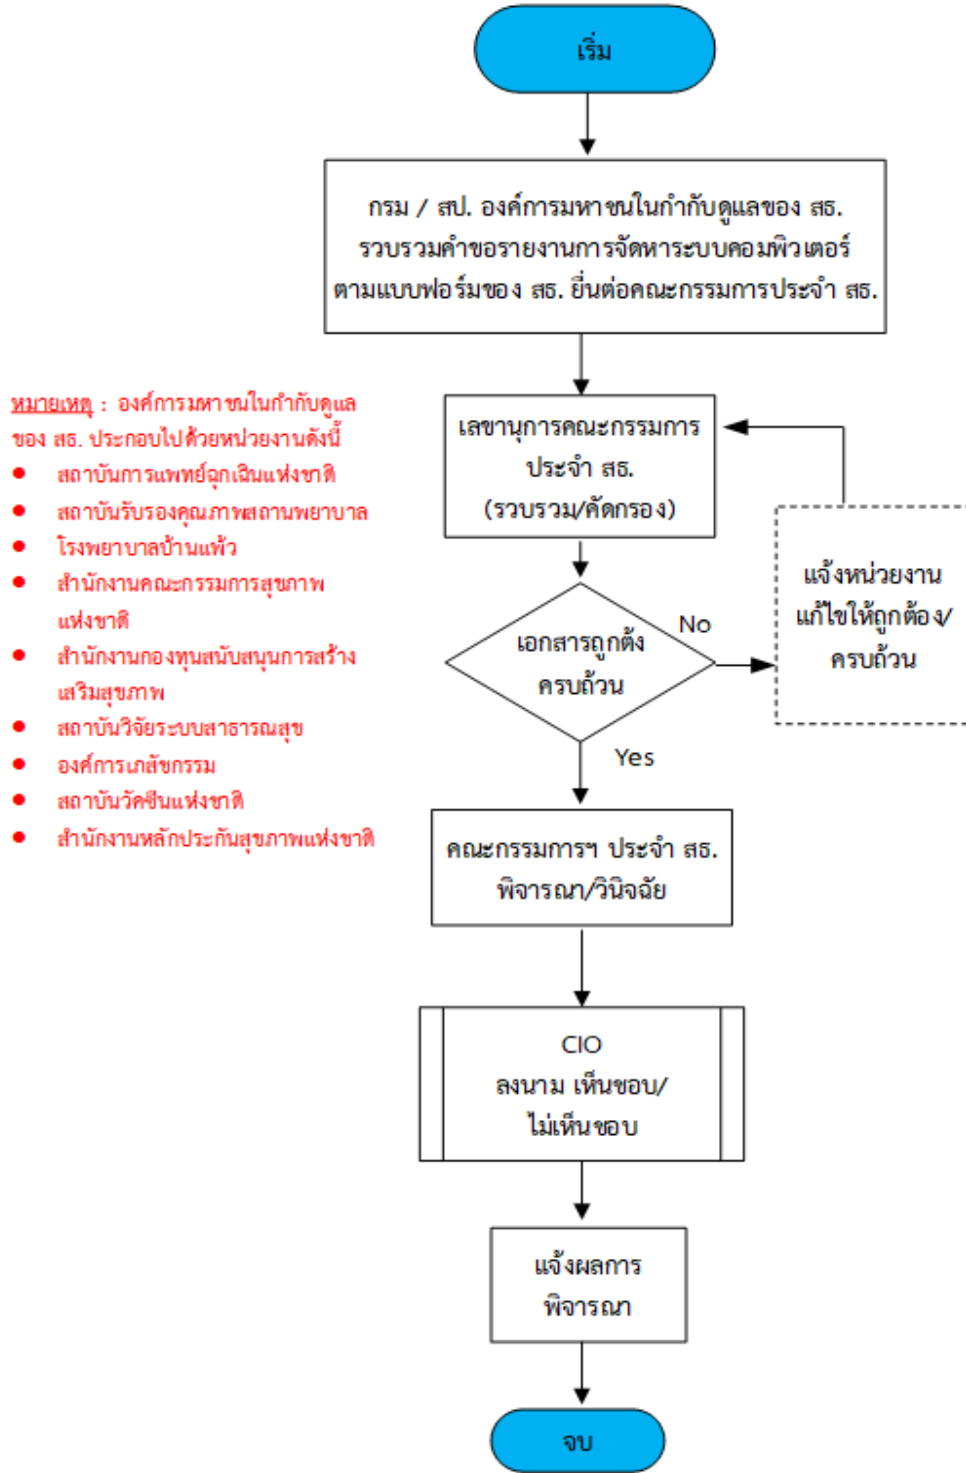 เริ่ม
กรม / สป. องค์การมหาชนในกำกับดูแลของ สธ.
รวบรวมคำขอรายงานการจัดหาระบบคอมพิวเตอร์
ตามแบบฟอร์มของ สธ. ยื่นต่อคณะกรรมการประจำ สธ.
หมายเหตุ : องค์การมหาชนในกำกับดูแล
ของ สธ. ประกอบไปด้วยหน่วยงานดังนี้
● สถาบันการแพทย์ฉุกเฉินแห่งชาติ
● สถาบันรับรองคุณภาพสถานพยาบาล
● โรงพยาบาลบ้านแพ้ว
● สำนักงานคณะกรรมการสุขภาพ
แห่งชาติ
● สำนักงานกองทุนสนับสนุนการสร้าง
เสริมสุขภาพ
● สถาบันวิจัยระบบสาธารณสุข
● องค์การเภสัชกรรม
● สถาบันวัคซีนแห่งชาติ
● สำนักงานหลักประกันสุขภาพแห่งชาติ
เลขานุการคณะกรรมการ
ประจำ สธ.
(รวบรวม/คัดกรอง)
เอกสารถูกต้ง
ครบถ้วน
No
แจ้งหน่วยงาน
แก้ไขให้ถูกต้อง/
ครบถ้วน
Yes
คณะกรรมการฯ ประจำ สธ.
พิจารณา/วินิจฉัย
CIO
ลงนาม เห็นชอบ/
ไม่เห็นชอบ
แจ้งผลการ
พิจารณา
จบ